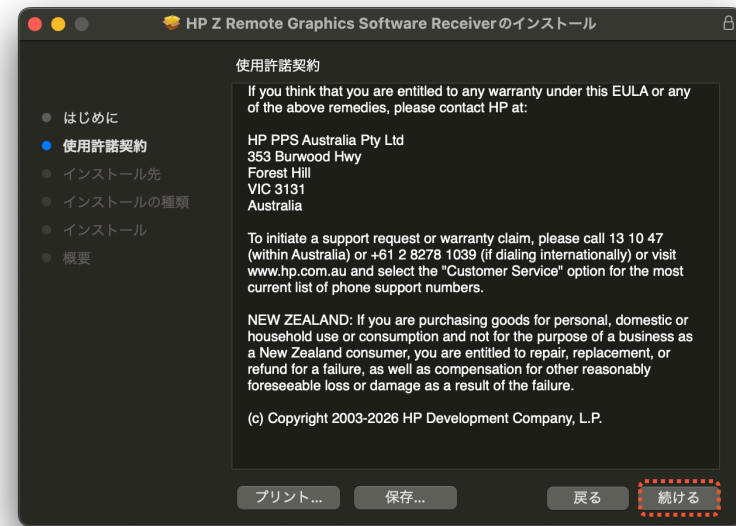 HP Z Remote Graphics Software Receiverのインストール
使用許諾契約
はじめに
使用許諾契約
インストール先
インストールの種類
インストール
概要
If you think that you are entitled to any warranty under this EULA or any
of the above remedies, please contact HP at:
HP PPS Australia Pty Ltd
353 Burwood Hwy
Forest Hill
VIC 3131
Australia
To initiate a support request or warranty claim, please call 13 10 47
(within Australia) or +61 2 8278 1039 (if dialing internationally) or visit
www.hp.com.au and select the "Customer Service" option for the most
current list of phone support numbers.
NEW ZEALAND: If you are purchasing goods for personal, domestic or
household use or consumption and not for the purpose of a business as
a New Zealand consumer, you are entitled to repair, replacement, or
refund for a failure, as well as compensation for other reasonably
foreseeable loss or damage as a result of the failure.
(c) Copyright 2003-2026 HP Development Company, L.P.
プリント... 保存... 戻る 続ける